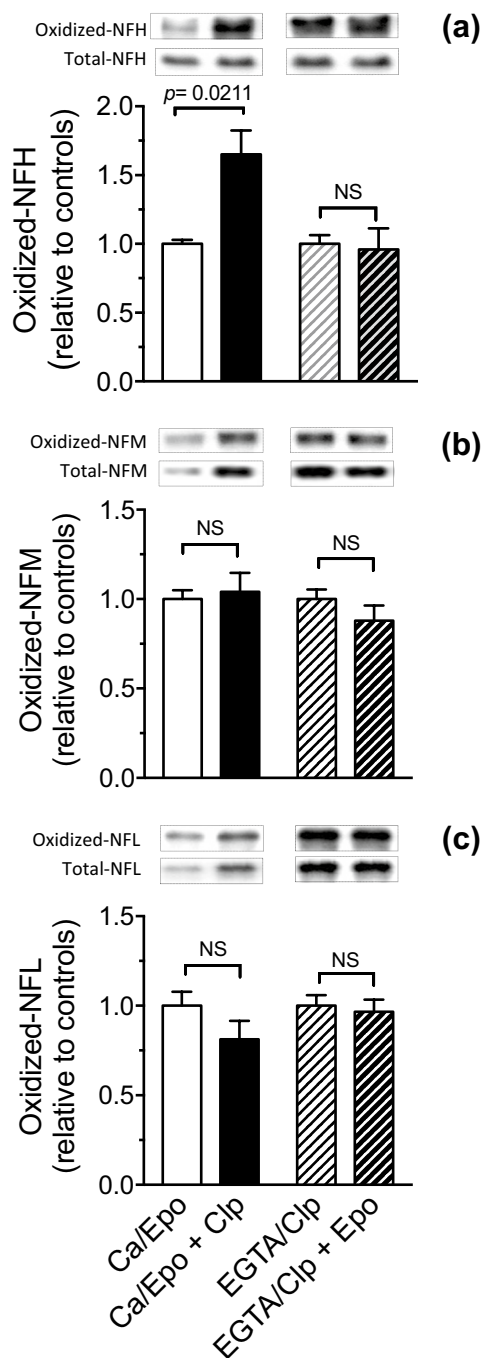 Oxidized-NFH
(a)
Total-NFH
p= 0.0211
NS
2.0
1.5
1.0
0.5
0.0
Oxidized-NFH
(relative to controls)
Oxidized-NFM
(b)
Total-NFM
NS
NS
1.5
1.0
0.5
0.0
Oxidized-NFM
(relative to controls)
Oxidized-NFL
(c)
Total-NFL
NS
NS
1.5
1.0
0.5
0.0
Oxidized-NFL
(relative to controls)
Ca/Epo
Ca/Epo + Clp
EGTA/Clp
EGTA/Clp + Epo